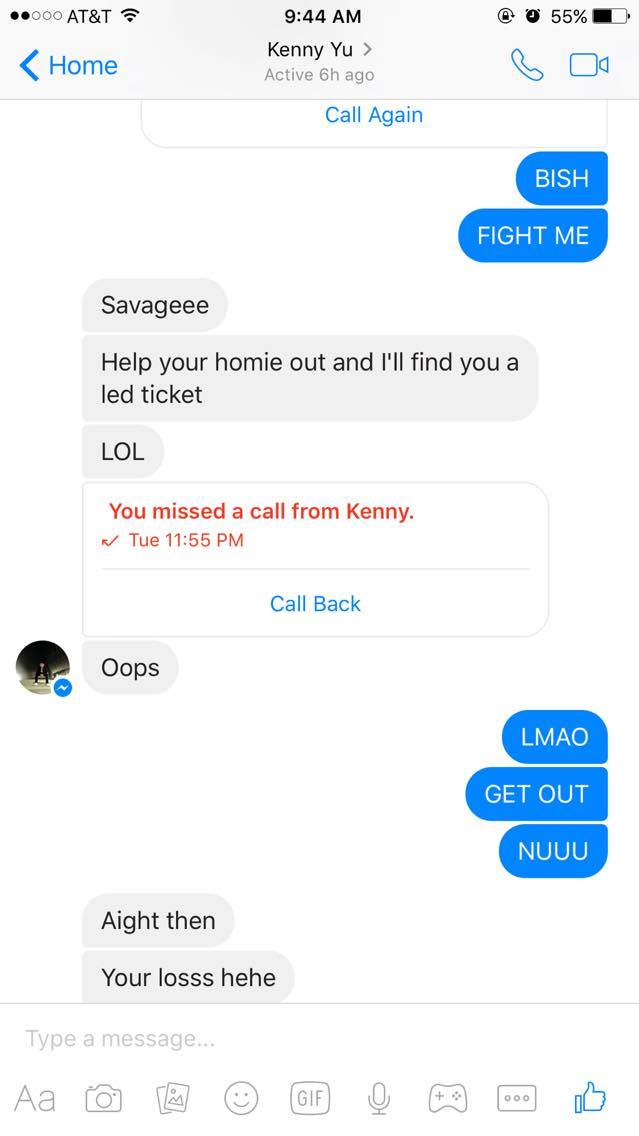 AT&T 9:44 AM 55%
Home Kenny Yu
Active 6h ago
Call Again
BISH
FIGHT ME
Savageee
Help your homie out and I'll find you a
led ticket
LOL
You missed a call from Kenny.
Tue 11:55 PM
Call Back
Oops
LMAO
GET OUT
NUUU
Aight then
Your losss hehe
Type a message...
Aa GIF